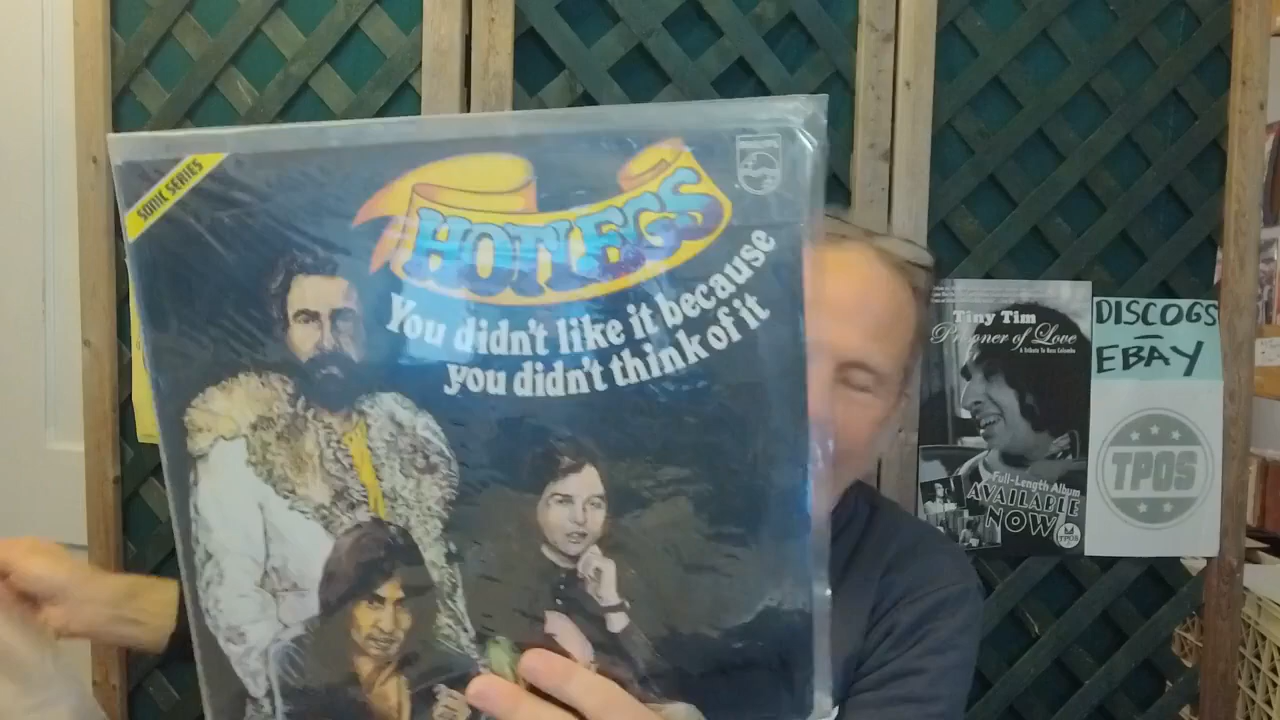 SONIC SERIES
HOTLEGS
You didn't like it because
you didn't think of it
Tiny Tim
Prisoner of Love
A Tribute To Russ Columbo
Full-Length Album
AVAILABLE
NOW
TPOS
DISCOGS
EBAY
TPOS